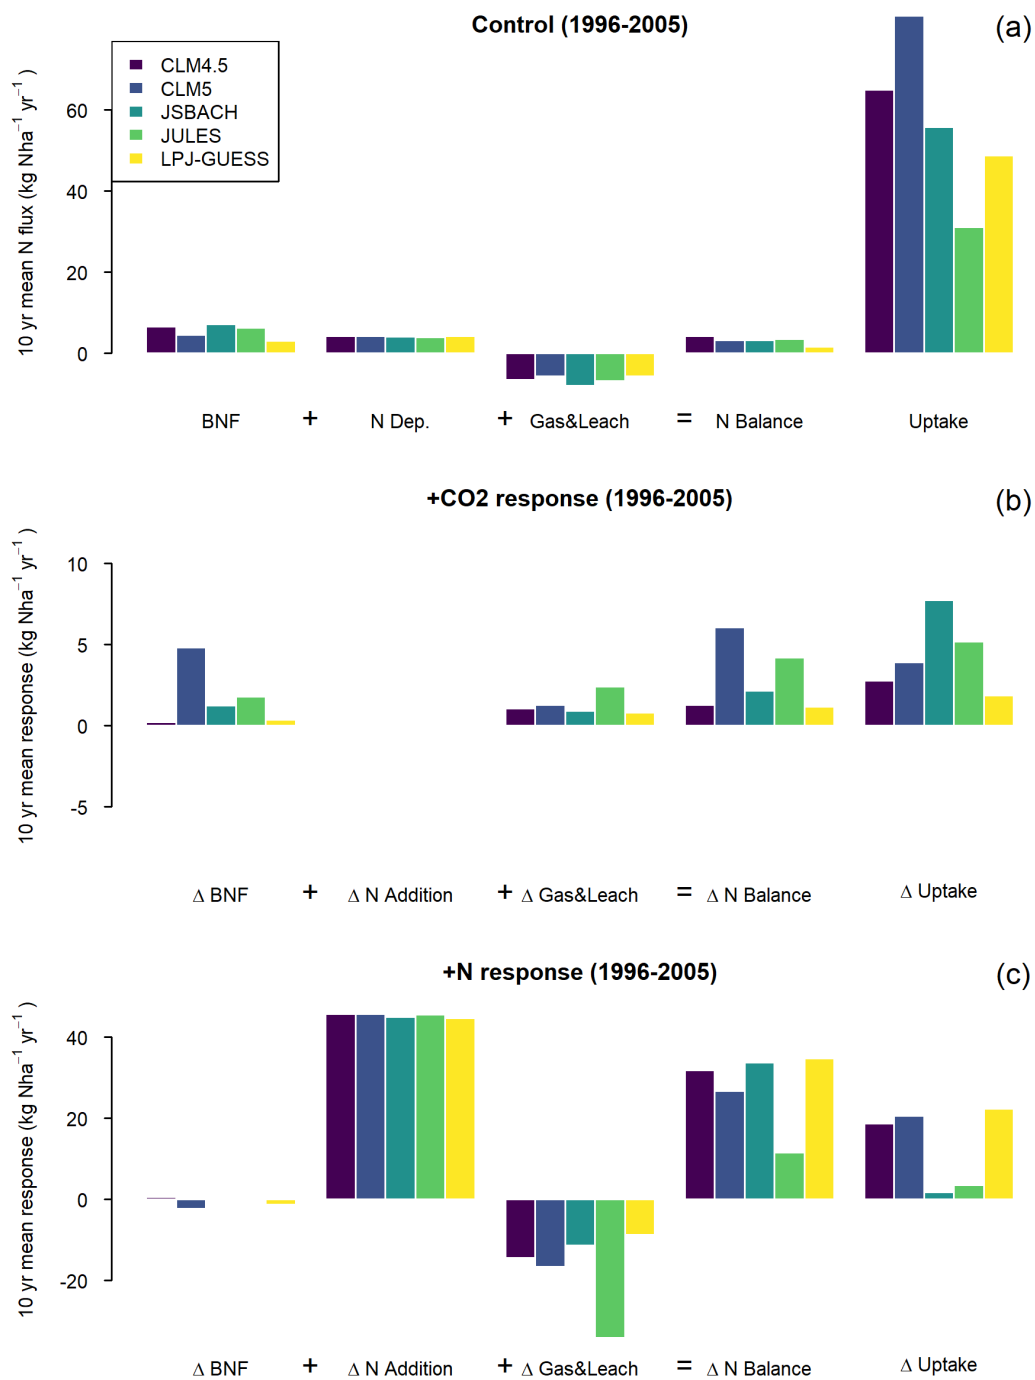 Control (1996-2005)
(a)
CLM4.5
CLM5
JSBACH
JULES
LPJ-GUESS
10 yr mean N flux (kg Nha⁻¹ yr⁻¹ )
60
40
20
0
BNF + N Dep. + Gas&Leach = N Balance Uptake
+CO2 response (1996-2005)
(b)
10 yr mean response (kg Nha⁻¹ yr⁻¹ )
10
5
0
-5
Δ BNF + Δ N Addition + Δ Gas&Leach = Δ N Balance Δ Uptake
+N response (1996-2005)
(c)
10 yr mean response (kg Nha⁻¹ yr⁻¹ )
40
20
0
-20
Δ BNF + Δ N Addition + Δ Gas&Leach = Δ N Balance Δ Uptake